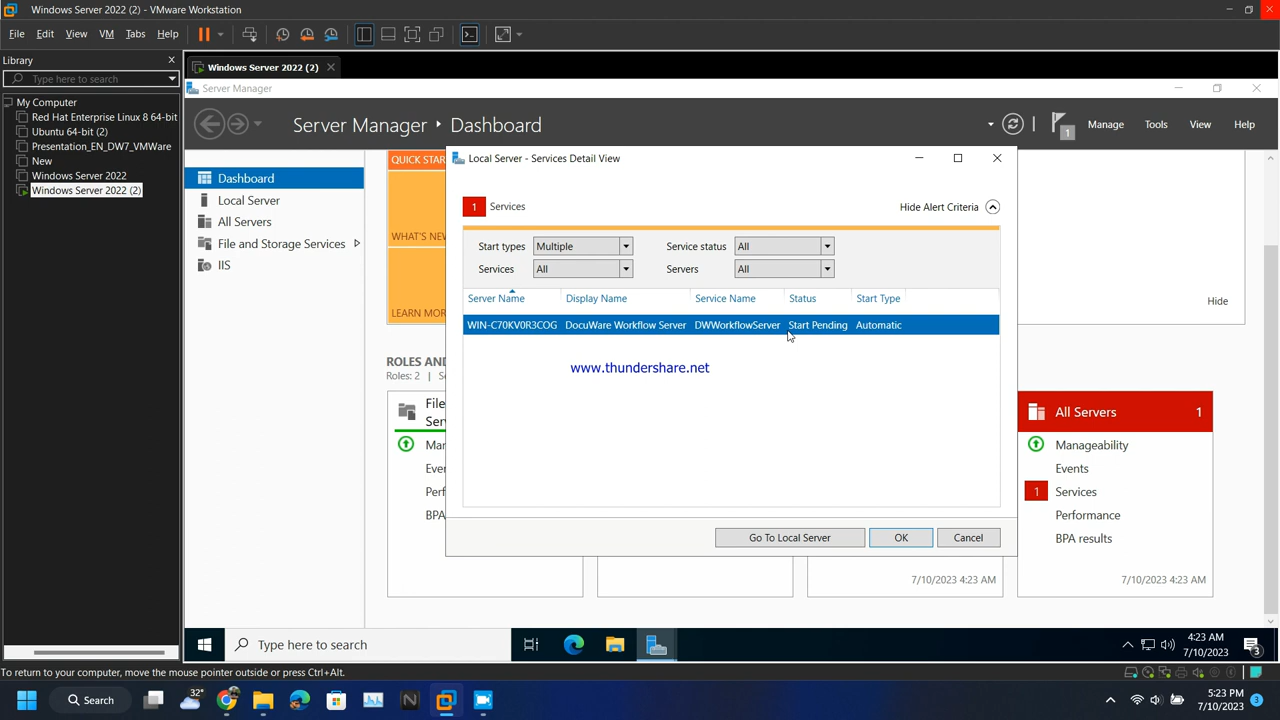 Windows Server 2022 (2) - VMware Workstation
File Edit View VM Tabs Help
Library
Type here to search
My Computer
Red Hat Enterprise Linux 8 64-bit
Ubuntu 64-bit (2)
Presentation_EN_DW7_VMWare
New
Windows Server 2022
Windows Server 2022 (2)
Windows Server 2022 (2)
Server Manager
Server Manager Dashboard
1
Manage Tools View Help
Dashboard
Local Server
All Servers
File and Storage Services
IIS
QUICK STAR
WHAT'S NEW
LEARN MOR
Hide
ROLES AND
Roles: 2 |
File
Ser
Mar
Eve
Perf
BPA
Local Server - Services Detail View
1 Services
Hide Alert Criteria
Start types Multiple Service status All
Services All Servers All
Server Name Display Name Service Name Status Start Type
WIN-C70KV0R3COG DocuWare Workflow Server DWWorkflowServer Start Pending Automatic
www.thundershare.net
Go To Local Server OK Cancel
All Servers 1
Manageability
Events
1 Services
Performance
BPA results
7/10/2023 4:23 AM
7/10/2023 4:23 AM
Type here to search
4:23 AM
7/10/2023
3
To return to your computer, move the mouse pointer outside or press Ctrl+Alt.
Search
32°
N
5:23 PM
7/10/2023
3